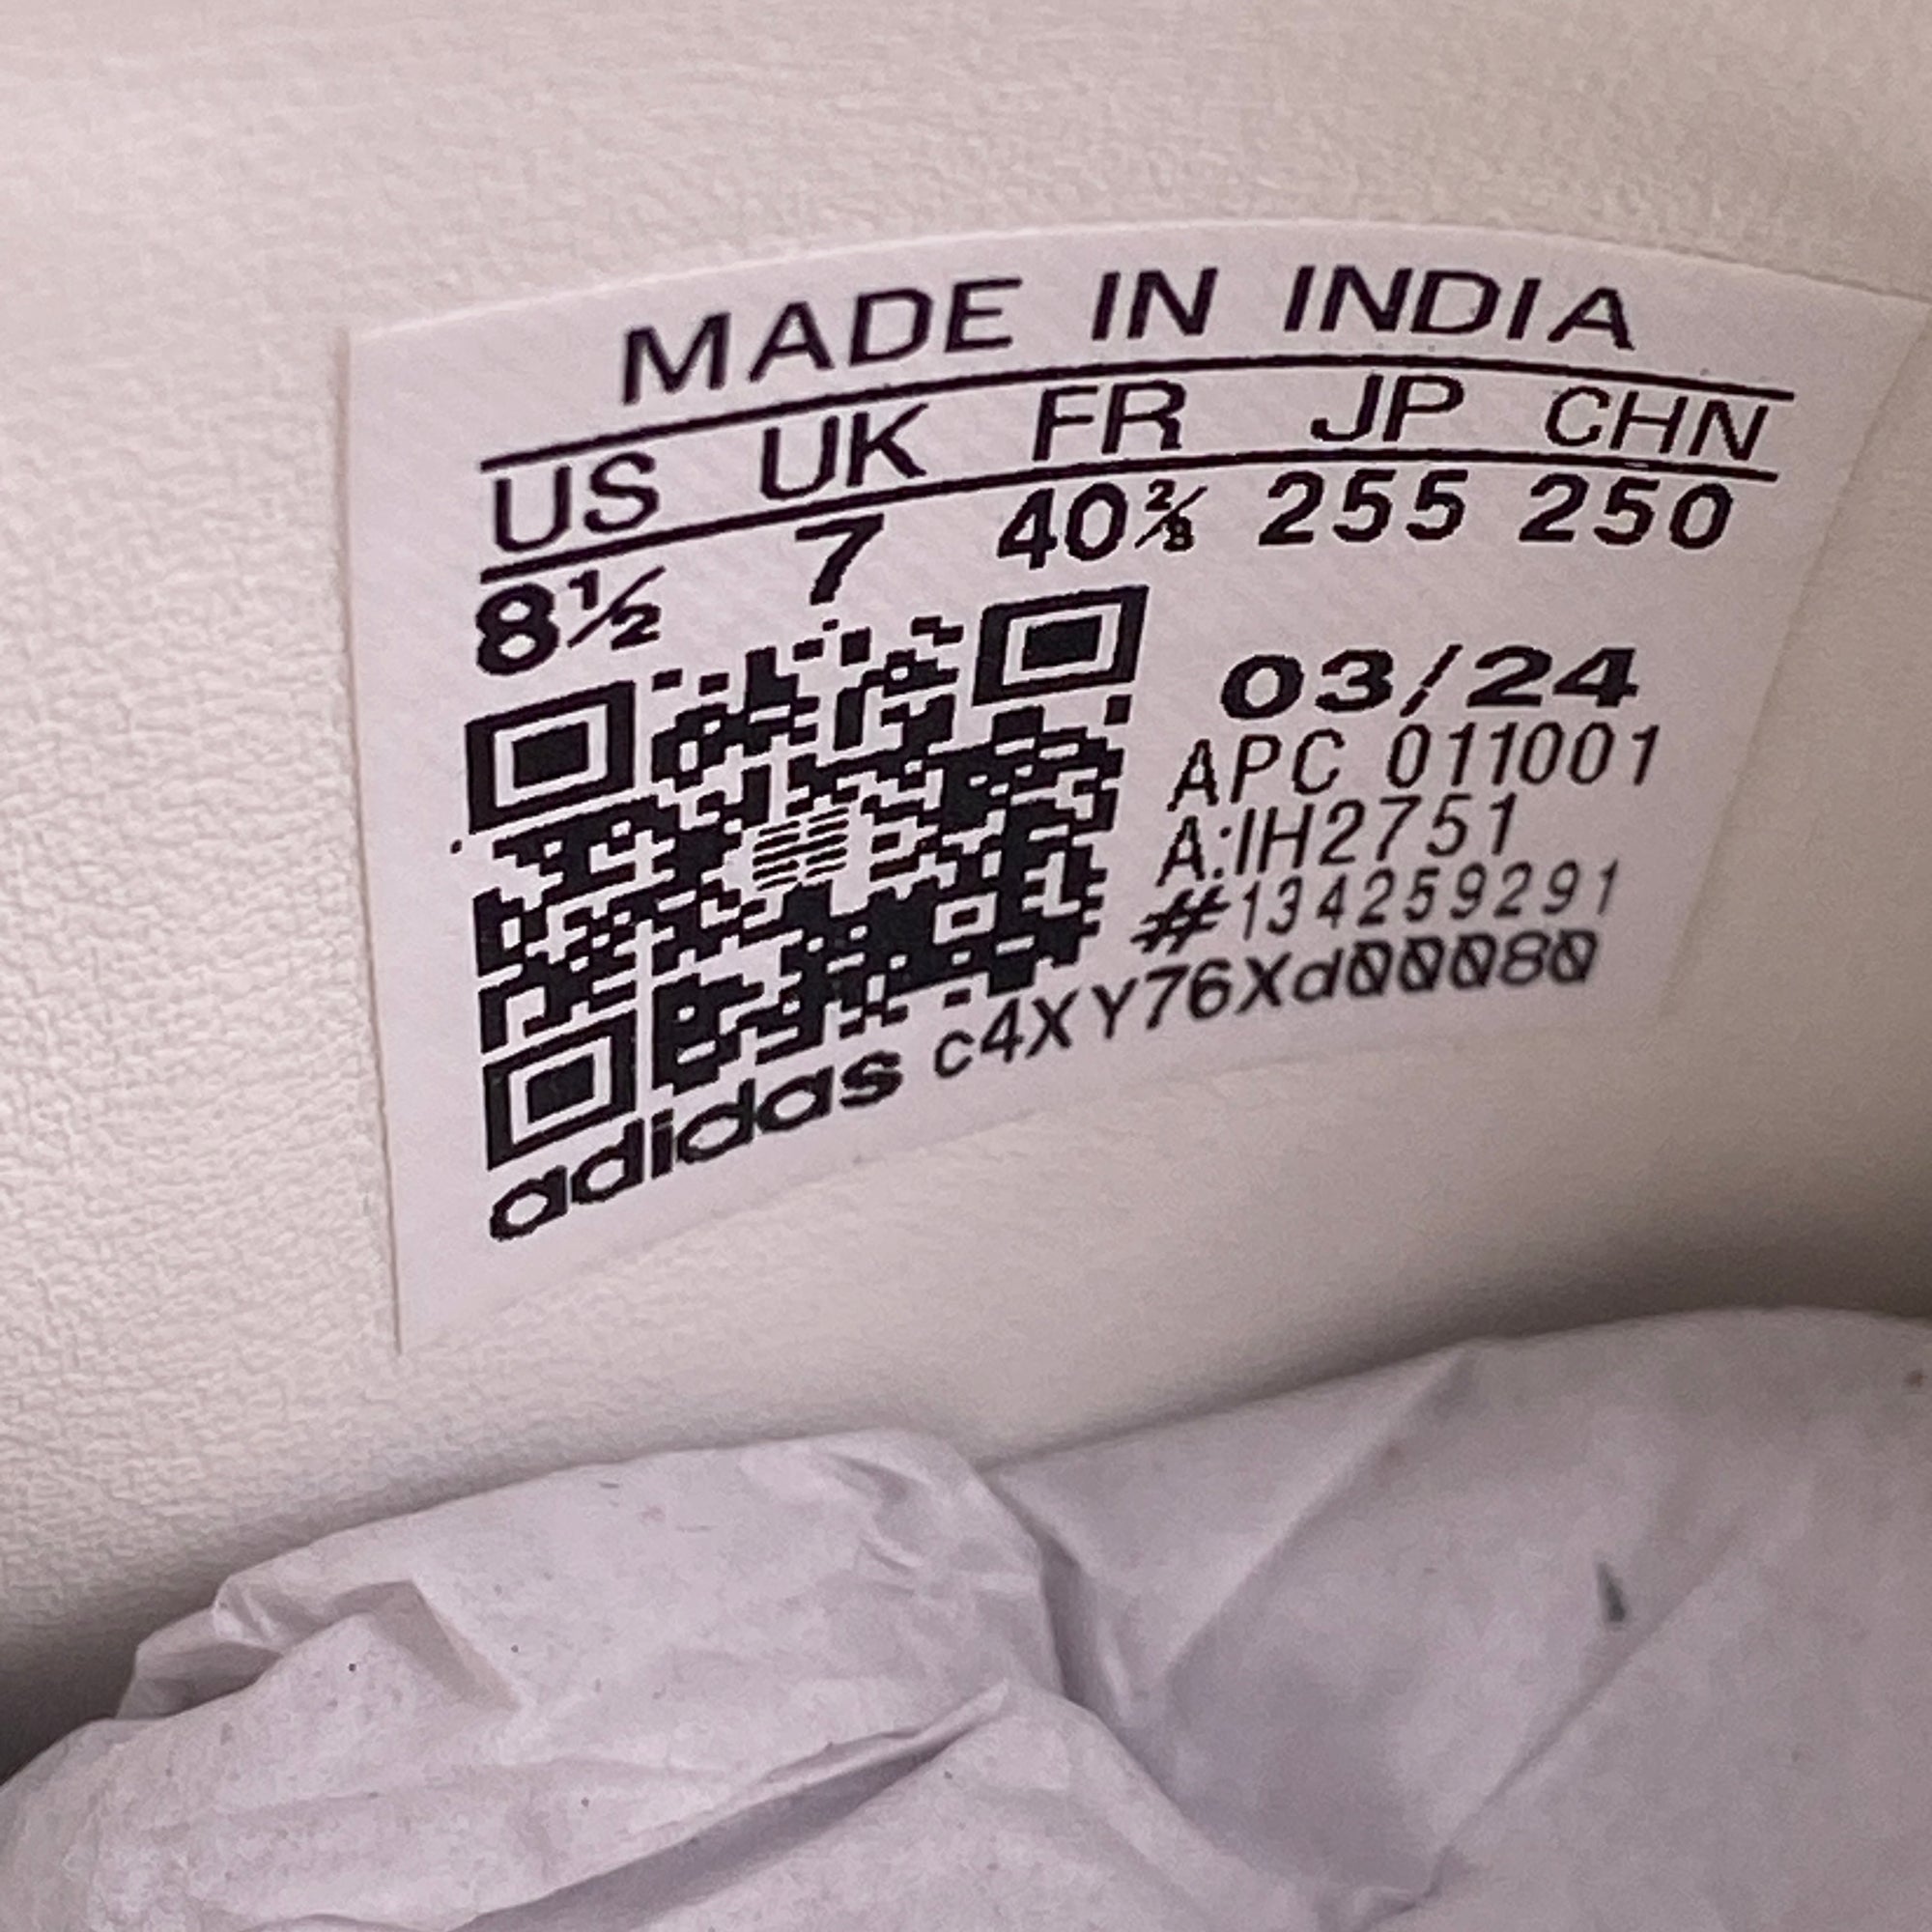 MADE IN INDIA
US UK FR JP CHN
8½ 7 40⅔ 255 250
03/24
APC 011001
A:IH2751
#134259291
adidas c4XY76Xd00080